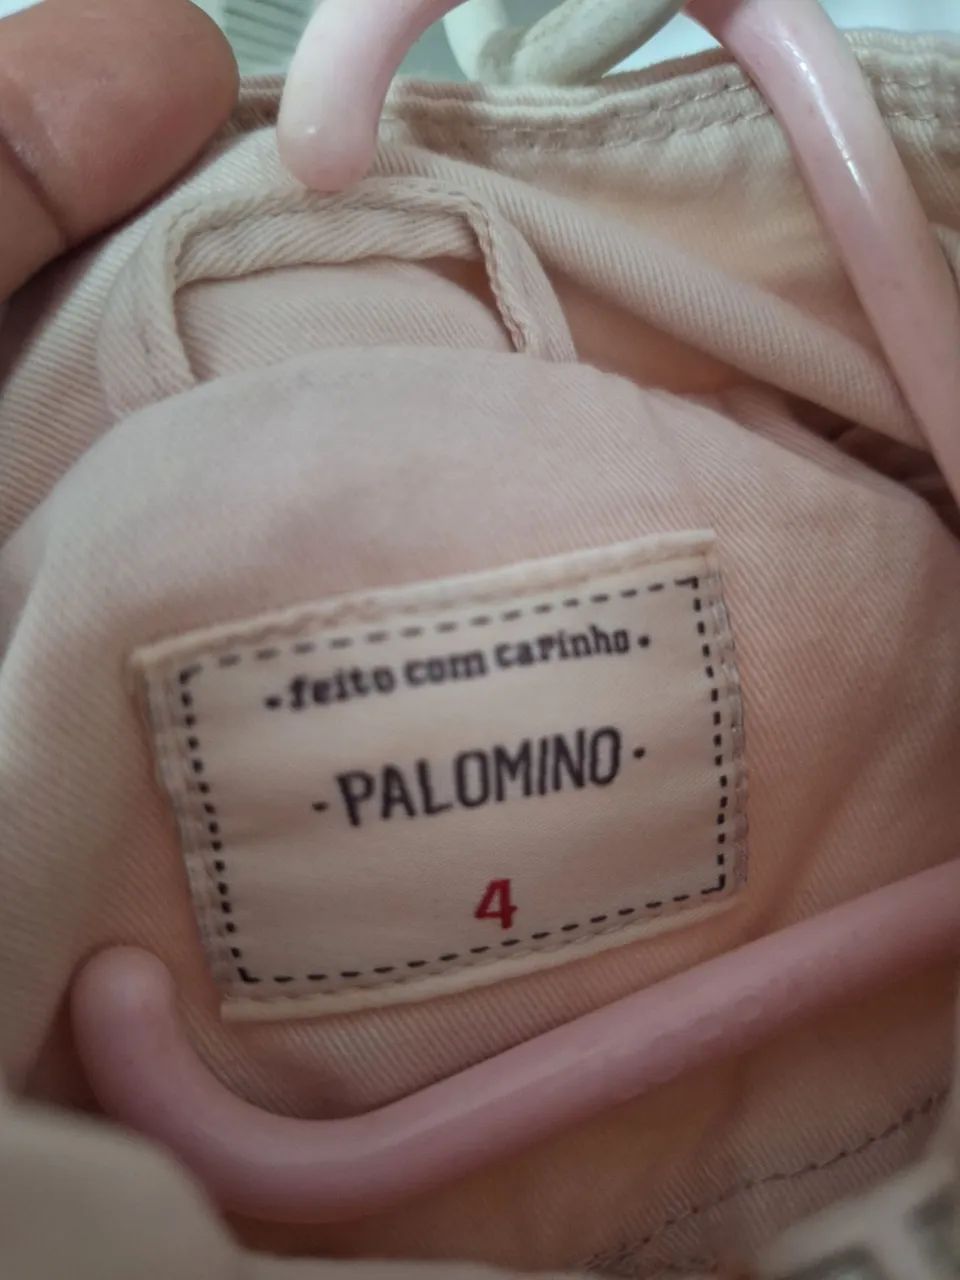 • feito com carinho •
• PALOMINO •
4